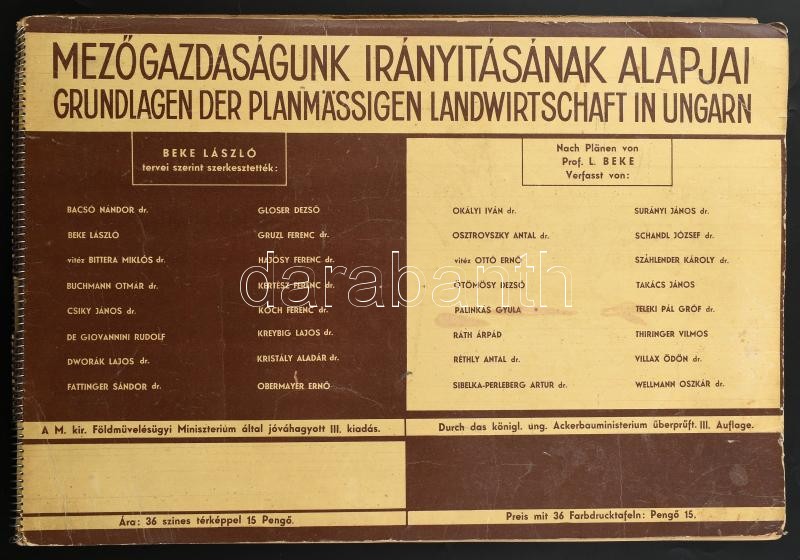 MEZŐGAZDASÁGUNK IRÁNYITÁSÁNAK ALAPJAI
GRUNDLAGEN DER PLANMÄSSIGEN LANDWIRTSCHAFT IN UNGARN
BEKE LÁSZLÓ
tervei szerint szerkesztették:
BACSÓ NÁNDOR dr.
BEKE LÁSZLÓ
vitéz BITTERA MIKLÓS dr.
BUCHMANN OTMÁR dr.
CSIKY JÁNOS dr.
DE GIOVANNINI RUDOLF
DWORÁK LAJOS dr.
FATTINGER SÁNDOR dr.
GLOSER DEZSŐ
GRUZL FERENC dr.
HAJÓSY FERENC dr.
KERTÉSZ FERENC dr.
KOCH FERENC dr.
KREYBIG LAJOS dr.
KRISTÁLY ALADÁR dr.
OBERMAYER ERNŐ
Nach Plänen von
Prof. L. BEKE
Verfasst von:
OKÁLYI IVÁN dr.
OSZTROVSZKY ANTAL dr.
vitéz OTTÓ ERNŐ
ÖTÖMÖSY DEZSŐ
PALINKÁS GYULA
RÁTH ÁRPÁD
RÉTHLY ANTAL dr.
SIBELKA-PERLEBERG ARTUR dr.
SURÁNYI JÁNOS dr.
SCHANDL JÓZSEF dr.
SZÁHLENDER KÁROLY dr.
TAKÁCS JÁNOS
TELEKI PÁL GRÓF dr.
THIRINGER VILMOS
VILLAX ÖDÖN dr.
WELLMANN OSZKÁR dr.
darabanth
A M. kir. Földmüvelésügyi Miniszterium által jóváhagyott III. kiadás.
Durch das königl. ung. Ackerbauministerium überprüft. III. Auflage.
Ára: 36 szines térképpel 15 Pengő.
Preis mit 36 Farbdrucktafeln: Pengő 15.